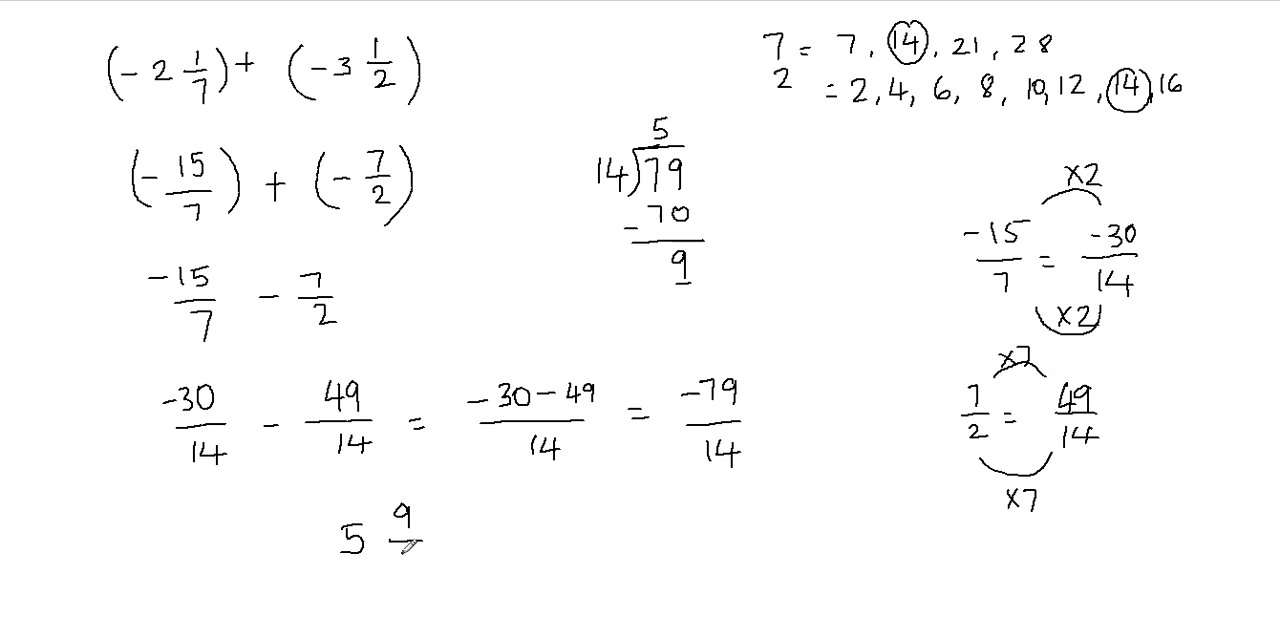 (-2 1/7) + (-3 1/2)
(-15/7) + (-7/2)
-15/7 - 7/2
-30/14 - 49/14 = -30-49/14 = -79/14
5 9/
5
14)79
-70
9
7 = 7, 14, 21, 28
2 = 2, 4, 6, 8, 10, 12, 14, 16
x2
-15/7 = -30/14
x2
x7
7/2 = 49/14
x7